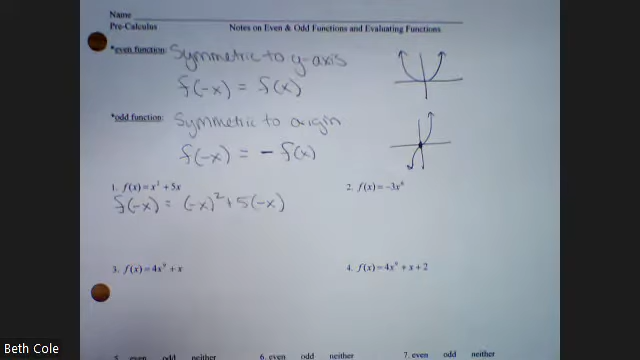 Name
Pre-Calculus Notes on Even & Odd Functions and Evaluating Functions
*even function: Symmetric to y-axis
f(-x) = f(x)
*odd function: Symmetric to origin
f(-x) = - f(x)
1. f(x)=x²+5x 2. f(x)=-3x⁶
f(-x) = (-x)²+5(-x)
3. f(x)=4x⁹+x 4. f(x)=4x⁹+x+2
5. even odd neither 6. even odd neither 7. even odd neither
Beth Cole